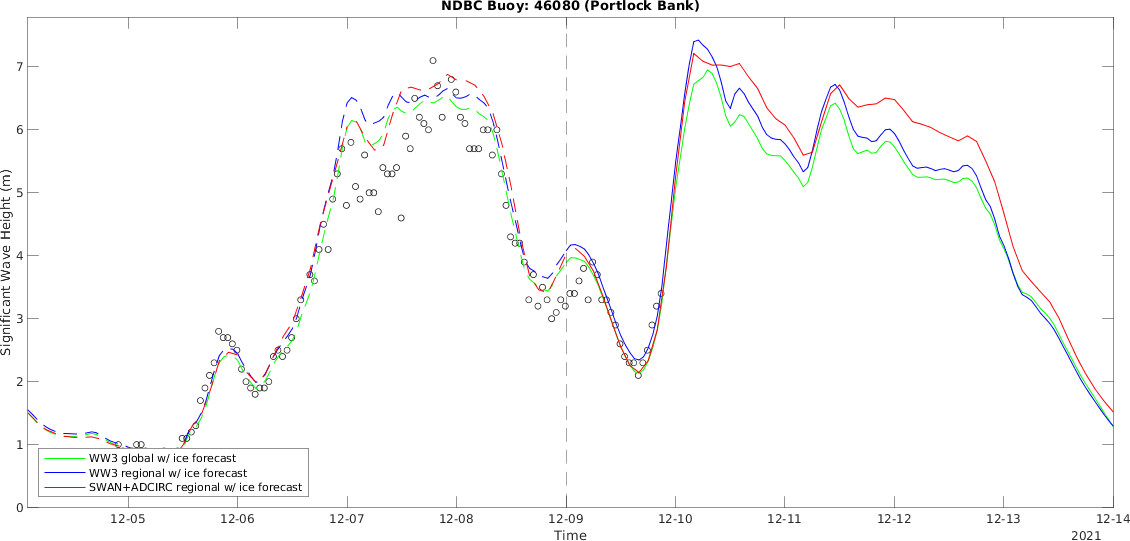 NDBC Buoy: 46080 (Portlock Bank)
Significant Wave Height (m)
7
6
5
4
3
2
1
0
WW3 global w/ ice forecast
WW3 regional w/ ice forecast
SWAN+ADCIRC regional w/ ice forecast
12-05 12-06 12-07 12-08 12-09 12-10 12-11 12-12 12-13 12-14
Time
2021